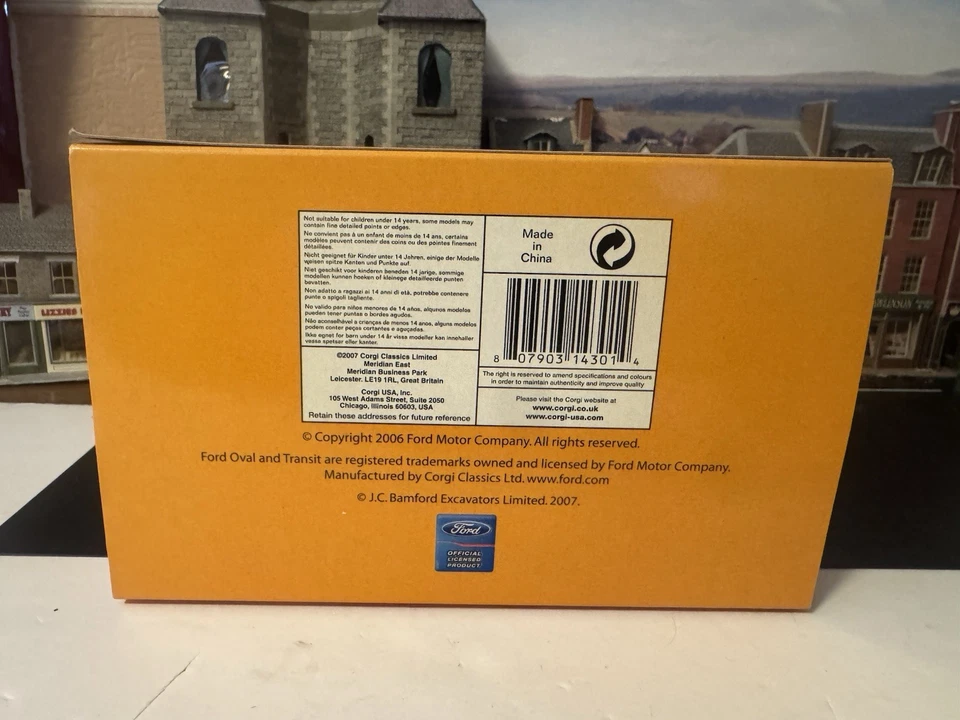 Not suitable for children under 14 years, some models may
contain fine detailed points or edges.
Ne convient pas à un enfant de moins de 14 ans, certains
modèles peuvent contenir des coins ou des pointes finement
détaillées.
Nicht geeignet für Kinder unter 14 Jahren, einige der Modelle
weisen spitze Kanten und Punkte auf.
Niet geschikt voor kinderen beneden 14 jarige, sommige
modellen kunnen hoeken of kleinege detailleerde punten
bevatten.
Non adatto a ragazzi ai 14 anni di età, potrebbe contenere
punte o spigoli tagliente.
No valido para niños menores de 14 años, algunos modelos
pueden tener puntas o bordes agudos.
Não aconselhável a crianças de menos 14 anos, alguns modelos
podem conter peças cortantes e aguçadas.
Ikke egnet for barn under 14 år visse modeller kan innehaller
vasse spetser eller kanter.
©2007 Corgi Classics Limited
Meridian East
Meridian Business Park
Leicester. LE19 1RL, Great Britain
Corgi USA, Inc.
105 West Adams Street, Suite 2050
Chicago, Illinois 60603, USA
Retain these addresses for future reference
Made
in
China
8 07903 14301 4
The right is reserved to amend specifications and colours
in order to maintain authenticity and improve quality
Please visit the Corgi website at
www.corgi.co.uk
www.corgi-usa.com
© Copyright 2006 Ford Motor Company. All rights reserved.
Ford Oval and Transit are registered trademarks owned and licensed by Ford Motor Company.
Manufactured by Corgi Classics Ltd. www.ford.com
© J.C. Bamford Excavators Limited. 2007.
Ford
OFFICIAL
LICENSED
PRODUCT
LIZZIES